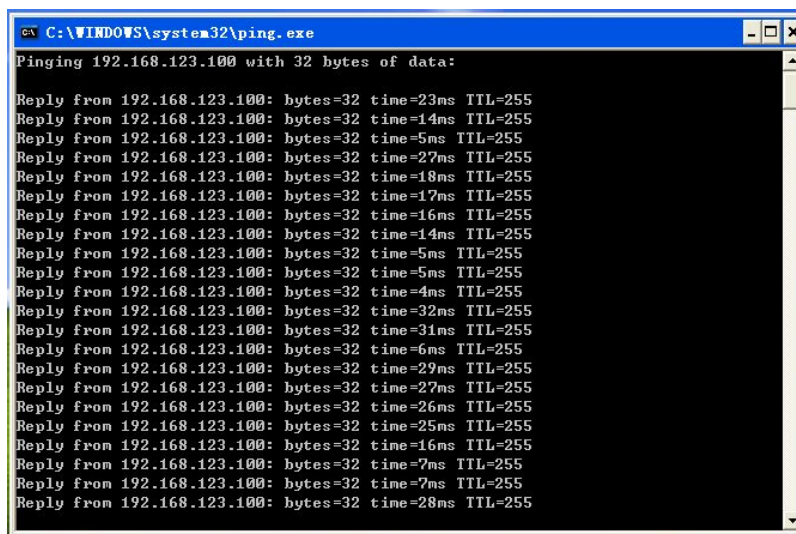 C:\WINDOWS\system32\ping.exe
Pinging 192.168.123.100 with 32 bytes of data:
Reply from 192.168.123.100: bytes=32 time=23ms TTL=255
Reply from 192.168.123.100: bytes=32 time=14ms TTL=255
Reply from 192.168.123.100: bytes=32 time=5ms TTL=255
Reply from 192.168.123.100: bytes=32 time=27ms TTL=255
Reply from 192.168.123.100: bytes=32 time=18ms TTL=255
Reply from 192.168.123.100: bytes=32 time=17ms TTL=255
Reply from 192.168.123.100: bytes=32 time=16ms TTL=255
Reply from 192.168.123.100: bytes=32 time=14ms TTL=255
Reply from 192.168.123.100: bytes=32 time=5ms TTL=255
Reply from 192.168.123.100: bytes=32 time=5ms TTL=255
Reply from 192.168.123.100: bytes=32 time=4ms TTL=255
Reply from 192.168.123.100: bytes=32 time=32ms TTL=255
Reply from 192.168.123.100: bytes=32 time=31ms TTL=255
Reply from 192.168.123.100: bytes=32 time=6ms TTL=255
Reply from 192.168.123.100: bytes=32 time=29ms TTL=255
Reply from 192.168.123.100: bytes=32 time=27ms TTL=255
Reply from 192.168.123.100: bytes=32 time=26ms TTL=255
Reply from 192.168.123.100: bytes=32 time=25ms TTL=255
Reply from 192.168.123.100: bytes=32 time=16ms TTL=255
Reply from 192.168.123.100: bytes=32 time=7ms TTL=255
Reply from 192.168.123.100: bytes=32 time=7ms TTL=255
Reply from 192.168.123.100: bytes=32 time=28ms TTL=255